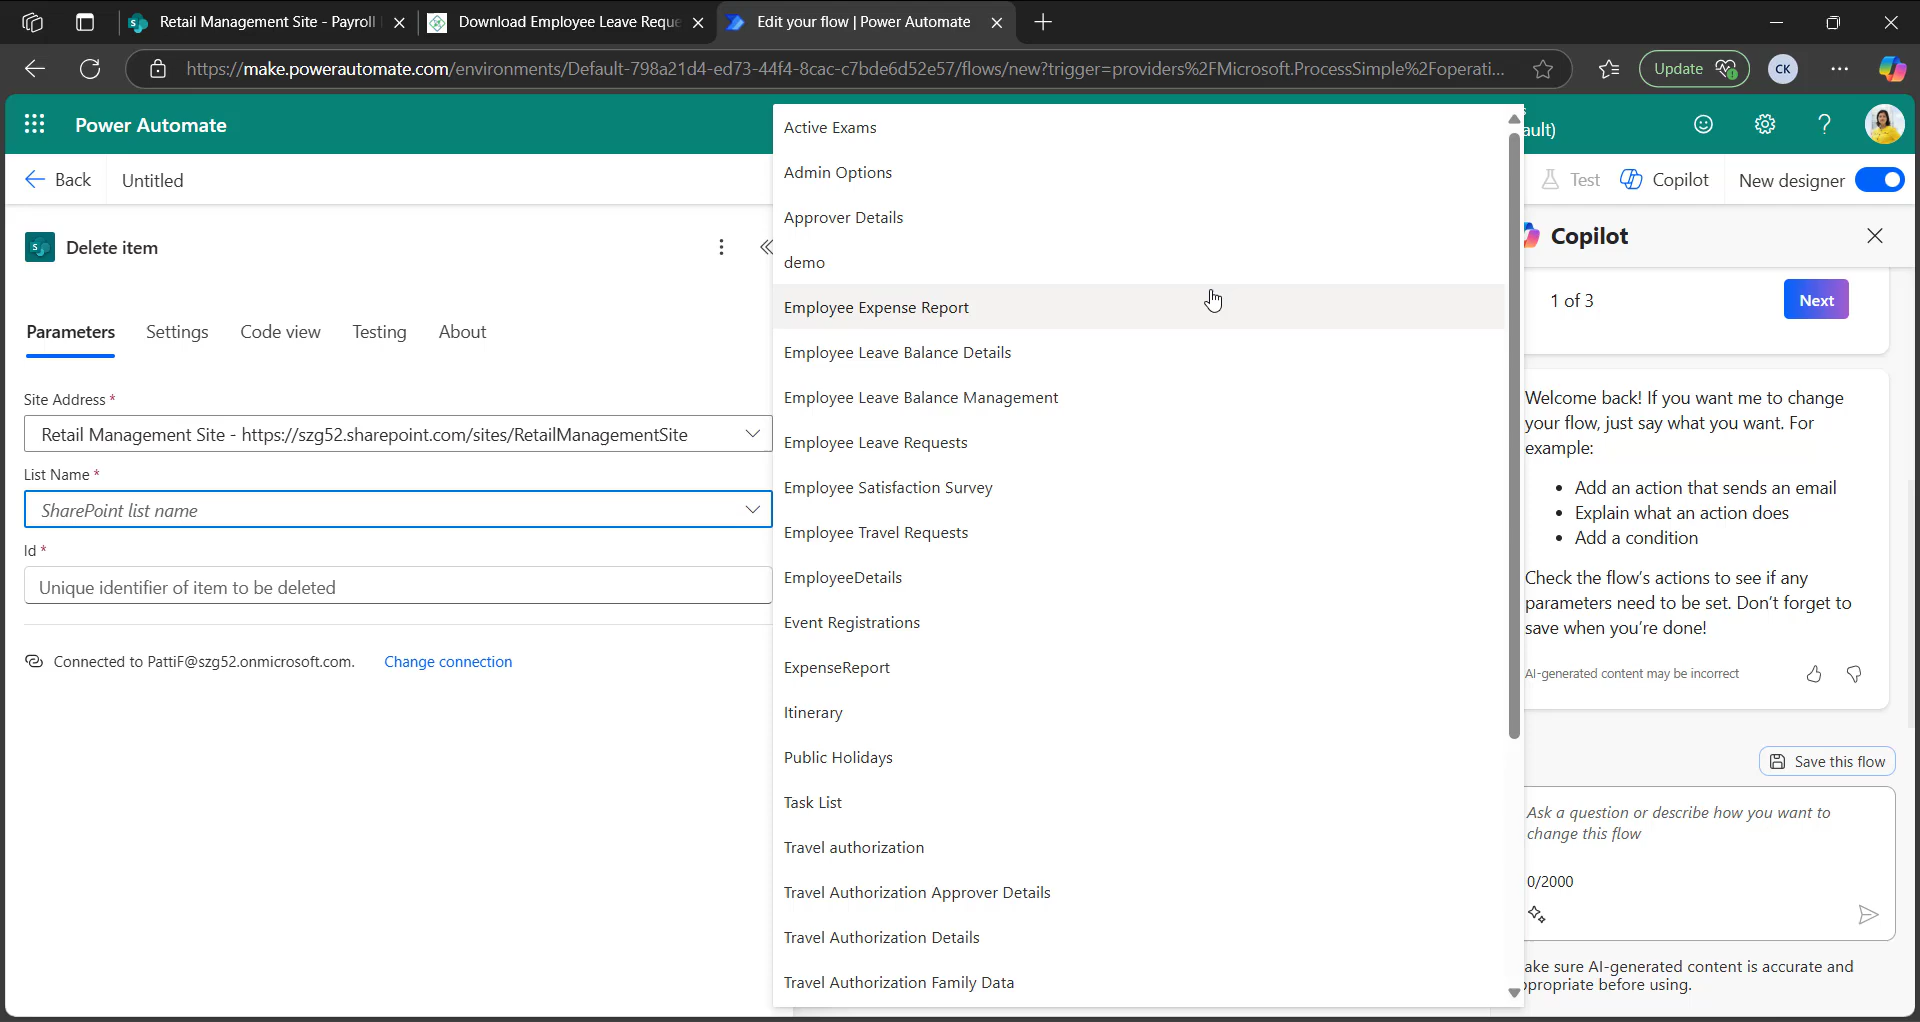 Retail Management Site - Payroll
Download Employee Leave Reque
Edit your flow | Power Automate
https://make.powerautomate.com/environments/Default-798a21d4-ed73-44f4-8cac-c7bde6d52e57/flows/new?trigger=providers%2FMicrosoft.ProcessSimple%2Foperati...
Update
CK
Power Automate
ault)
Back
Untitled
Test
Copilot
New designer
Delete item
Parameters
Settings
Code view
Testing
About
Site Address *
Retail Management Site - https://szg52.sharepoint.com/sites/RetailManagementSite
List Name *
SharePoint list name
Id *
Unique identifier of item to be deleted
Connected to PattiF@szg52.onmicrosoft.com.
Change connection
Active Exams
Admin Options
Approver Details
demo
Employee Expense Report
Employee Leave Balance Details
Employee Leave Balance Management
Employee Leave Requests
Employee Satisfaction Survey
Employee Travel Requests
EmployeeDetails
Event Registrations
ExpenseReport
Itinerary
Public Holidays
Task List
Travel authorization
Travel Authorization Approver Details
Travel Authorization Details
Travel Authorization Family Data
Copilot
1 of 3
Next
Welcome back! If you want me to change
your flow, just say what you want. For
example:
• Add an action that sends an email
• Explain what an action does
• Add a condition
Check the flow's actions to see if any
parameters need to be set. Don't forget to
save when you're done!
AI-generated content may be incorrect
Save this flow
Ask a question or describe how you want to
change this flow
0/2000
ake sure AI-generated content is accurate and
propriate before using.